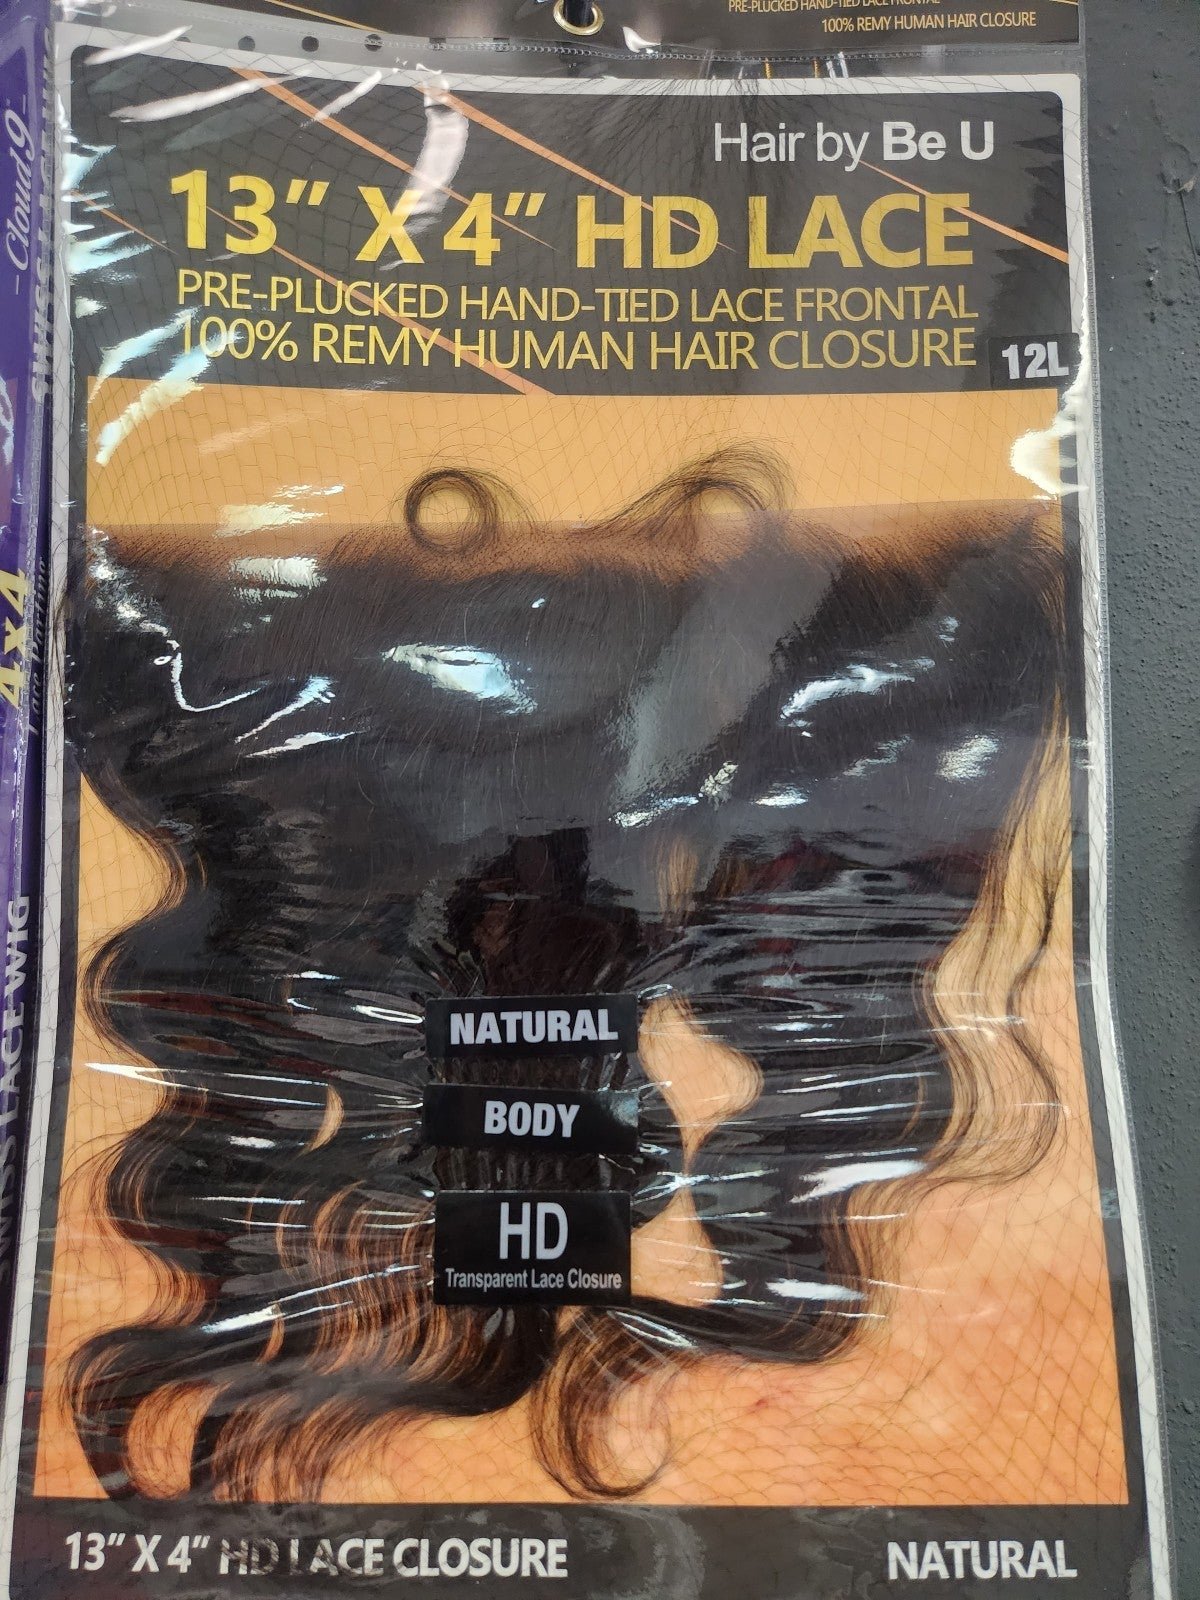 PRE-PLUCKED HAND-TIED LACE FRONTAL
100% REMY HUMAN HAIR CLOSURE
Hair by Be U
13” X 4” HD LACE
PRE-PLUCKED HAND-TIED LACE FRONTAL
100% REMY HUMAN HAIR CLOSURE
12L
NATURAL
BODY
HD
Transparent Lace Closure
13” X 4” HD LACE CLOSURE
NATURAL
-Cloud9-
4x4
SWISS LACE WIG